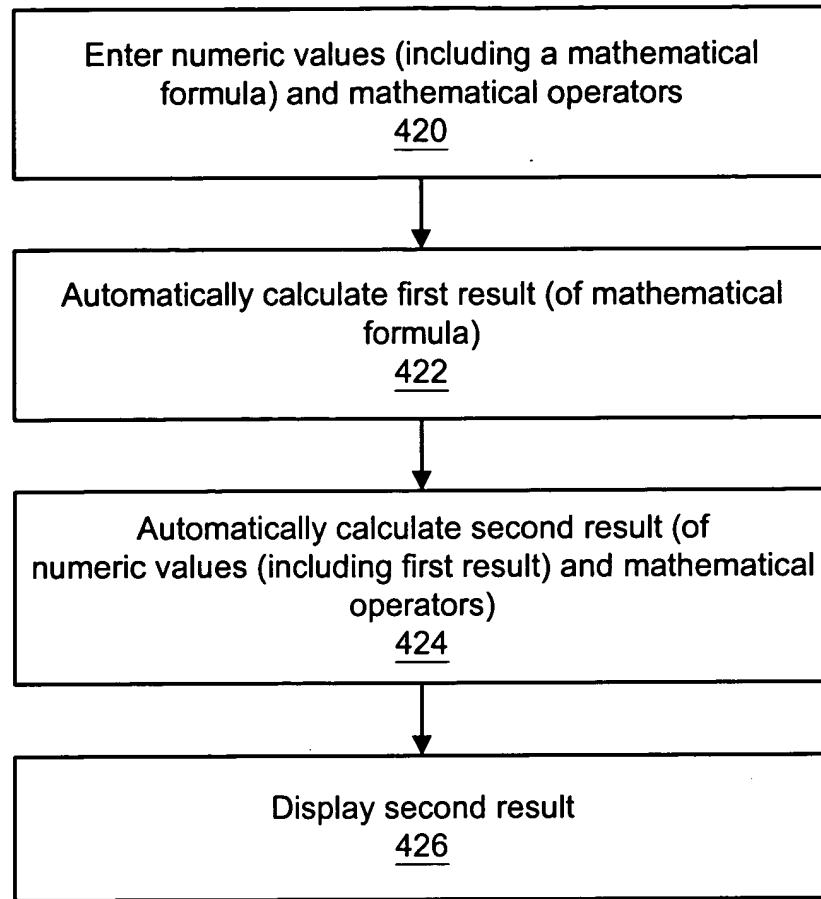 Enter numeric values (including a mathematical
formula) and mathematical operators
420
Automatically calculate first result (of mathematical
formula)
422
Automatically calculate second result (of
numeric values (including first result) and mathematical
operators)
424
Display second result
426